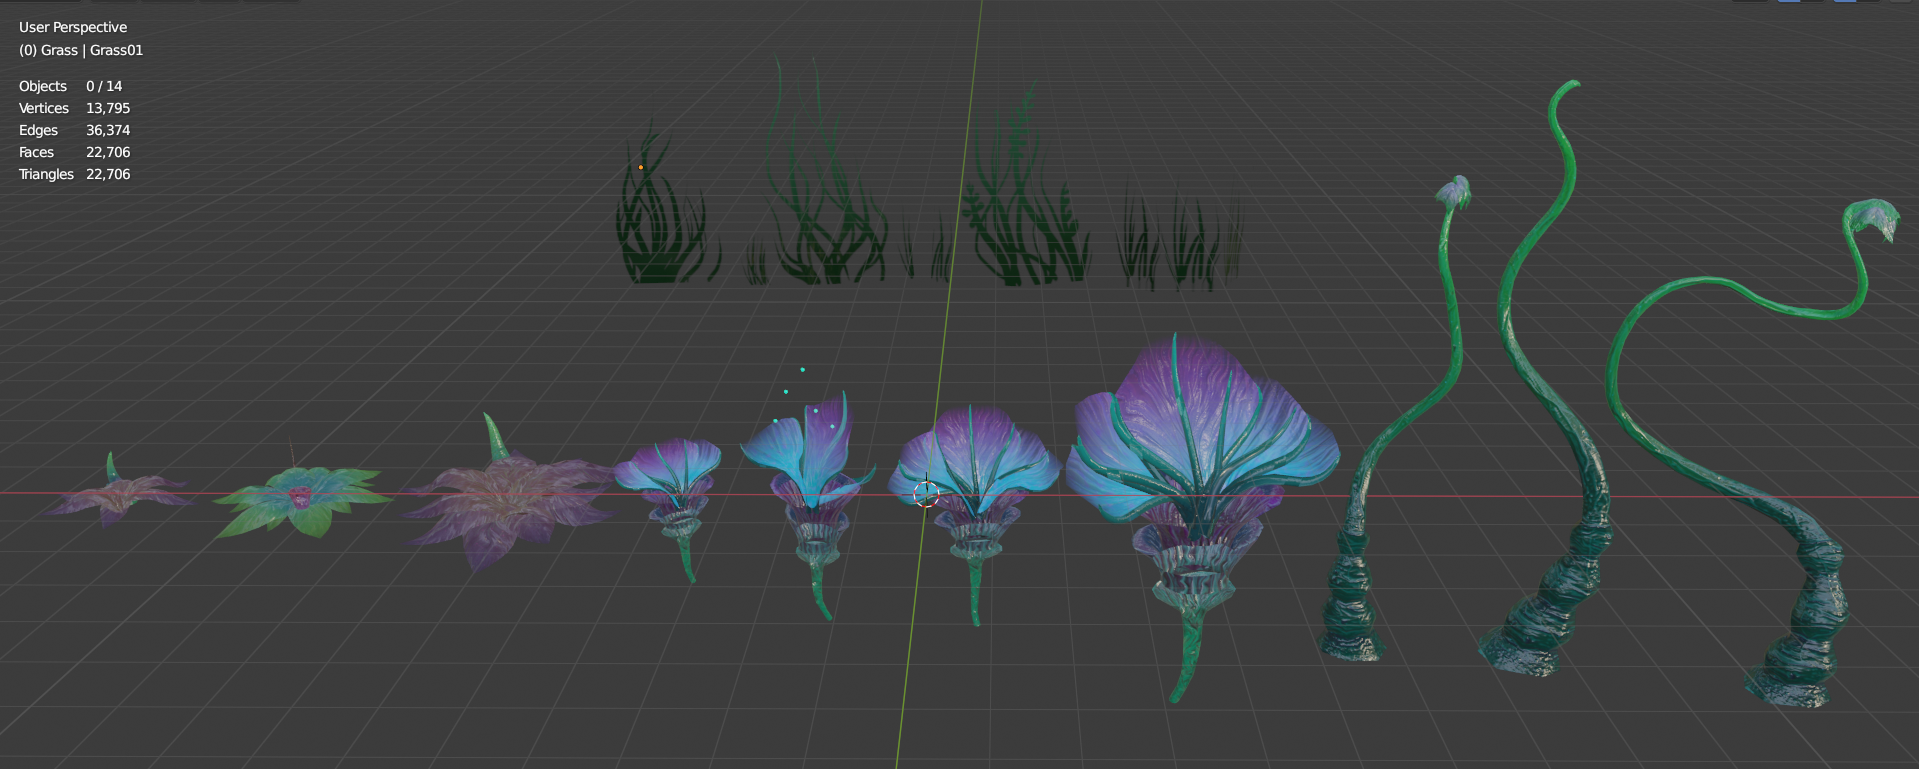 User Perspective
(0) Grass | Grass01
Objects 0 / 14
Vertices 13,795
Edges 36,374
Faces 22,706
Triangles 22,706